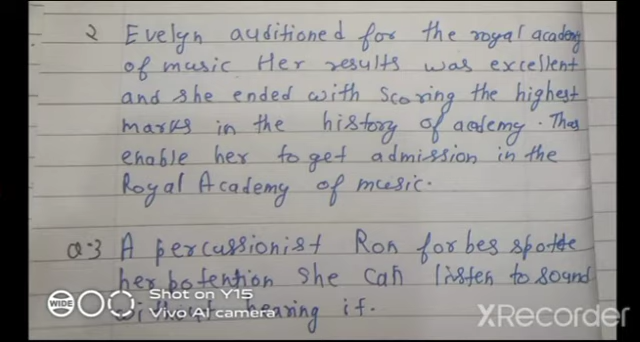 2 Evelyn auditioned for the royal academy
of music Her results was excellent
and she ended with scoring the highest
marks in the history of acdemy. Thus
enable her to get admission in the
Royal Academy of music.
Q.3 A percussionist Ron forbes spotte
her potention She can listen to sound
hearing it.
WIDE Shot on Y15
Vivo AI camera
XRecorder